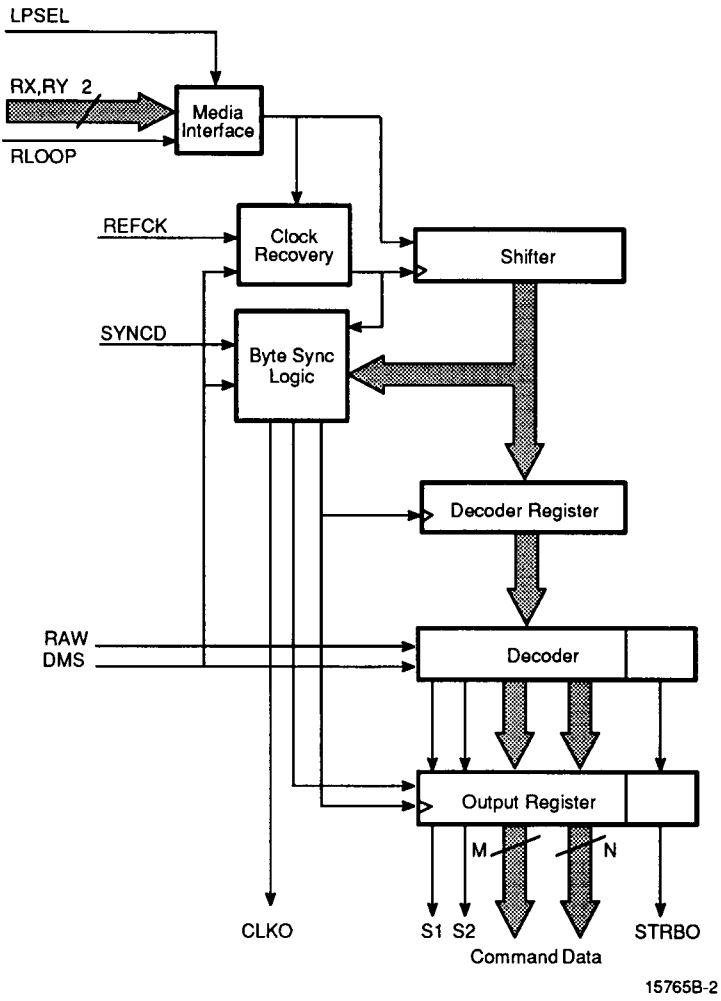 LPSEL
RX,RY 2
Media
Interface
RLOOP
REFCK
Clock
Recovery
Shifter
SYNCD
Byte Sync
Logic
Decoder Register
RAW
DMS
Decoder
Output Register
M
N
CLKO
S1 S2
STRBO
Command Data
15765B-2